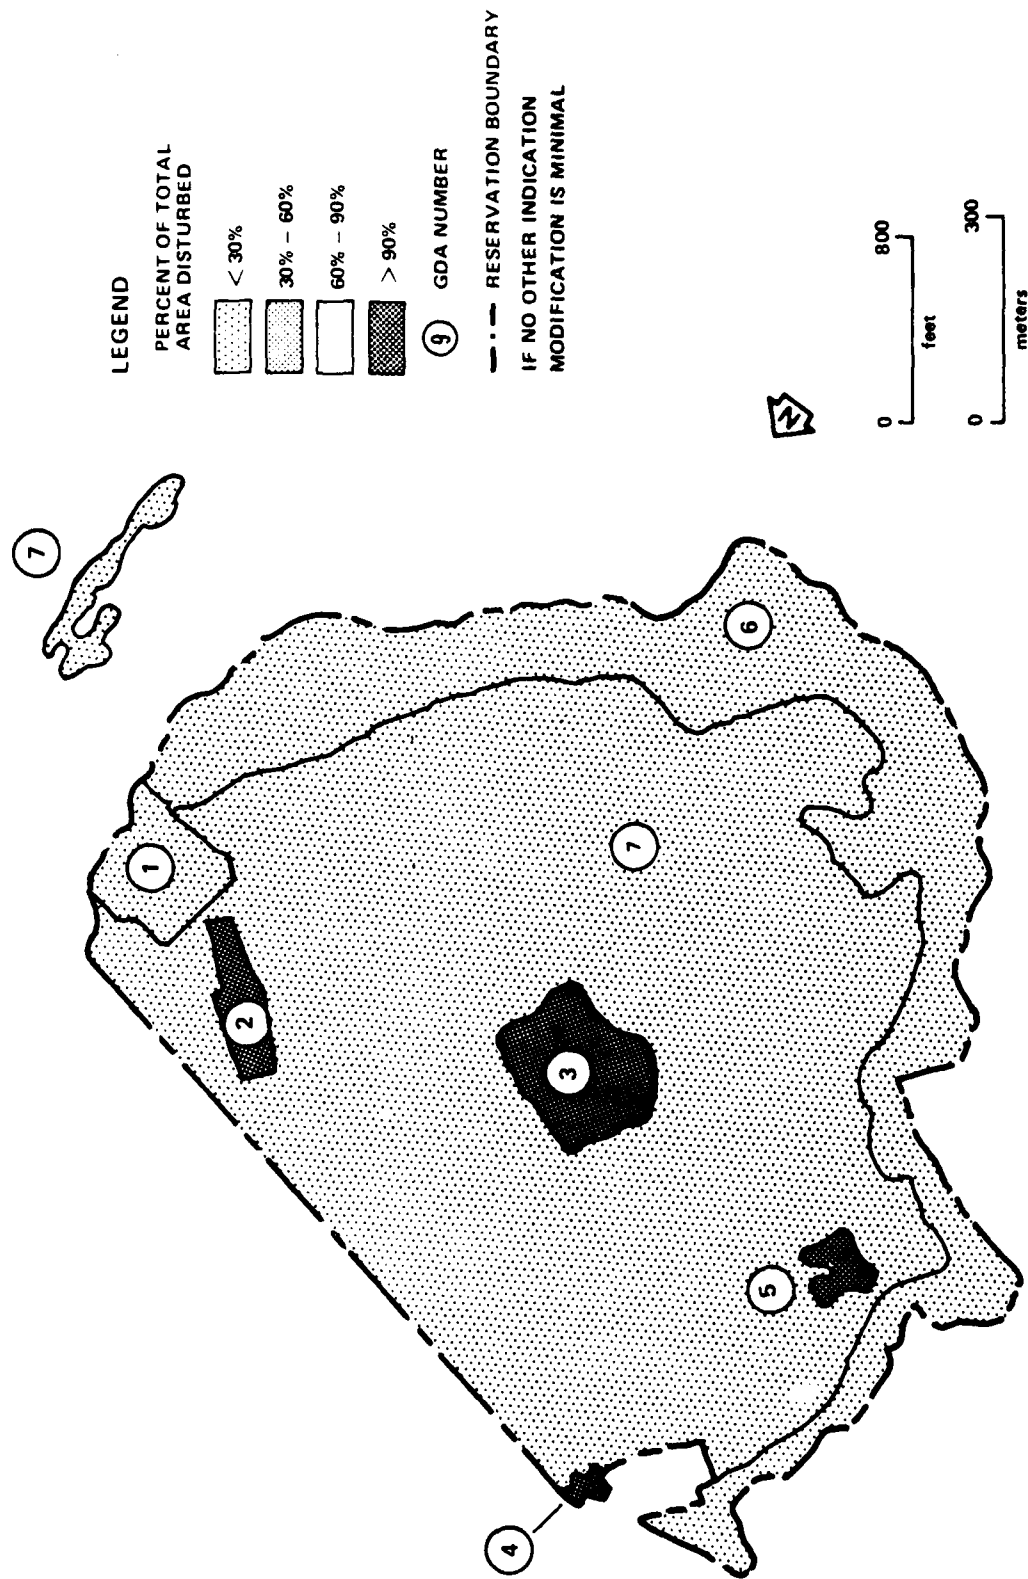 LEGEND
PERCENT OF TOTAL
AREA DISTURBED
< 30%
30% – 60%
60% – 90%
> 90%
9 GDA NUMBER
RESERVATION BOUNDARY
IF NO OTHER INDICATION
MODIFICATION IS MINIMAL
N
0 800
feet
0 300
meters
7
1
2
3
4
5
6
7